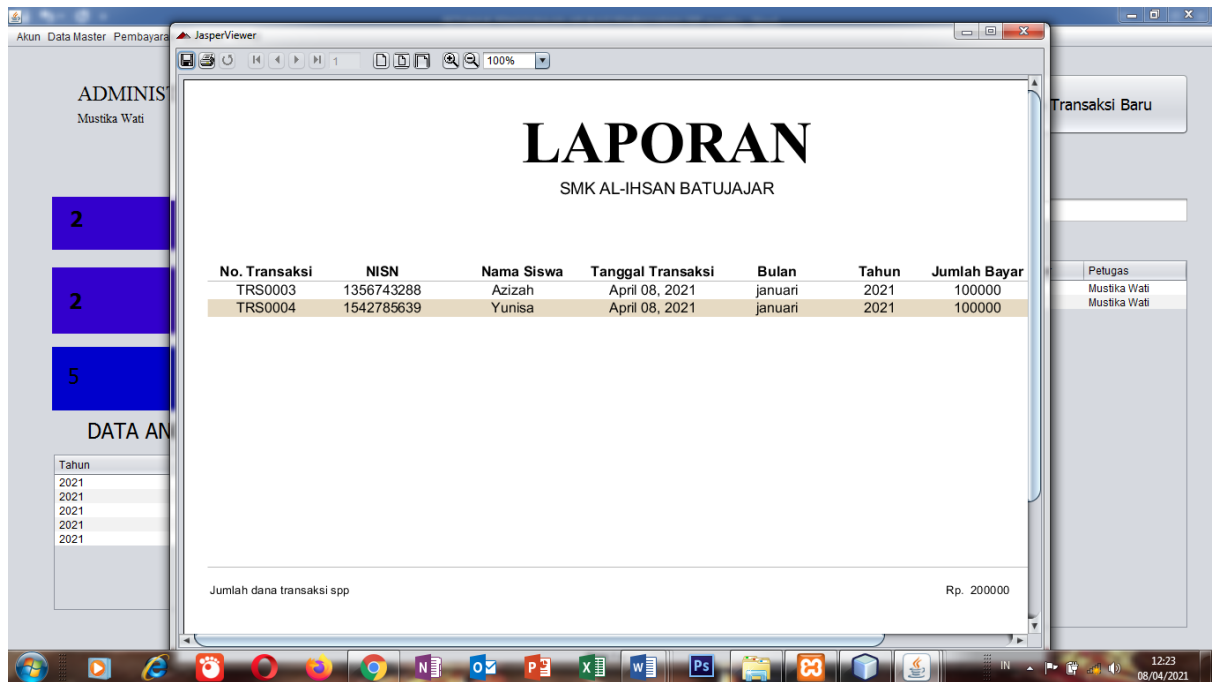 JasperViewer
Akun Data Master Pembayara
1 100%
ADMINIS
Mustika Wati
Transaksi Baru
LAPORAN
SMK AL-IHSAN BATUJAJAR
2
No. Transaksi NISN Nama Siswa Tanggal Transaksi Bulan Tahun Jumlah Bayar
TRS0003 1356743288 Azizah April 08, 2021 januari 2021 100000
TRS0004 1542785639 Yunisa April 08, 2021 januari 2021 100000
Petugas
Mustika Wati
Mustika Wati
2
5
DATA AN
Tahun
2021
2021
2021
2021
2021
Jumlah dana transaksi spp Rp. 200000
IN
12:23
08/04/2021